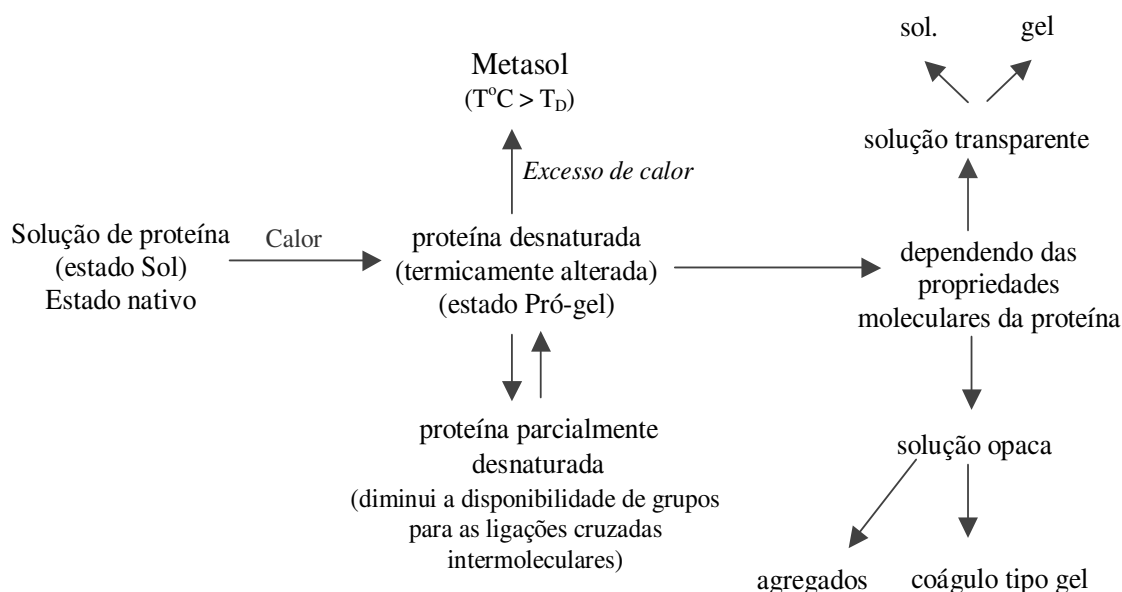 sol. gel
Metasol
(T°C > T_D)
solução transparente
Excesso de calor
Solução de proteína
(estado Sol)
Estado nativo
Calor
proteína desnaturada
(termicamente alterada)
(estado Pró-gel)
dependendo das
propriedades
moleculares da proteína
proteína parcialmente
desnaturada
(diminui a disponibilidade de grupos
para as ligações cruzadas
intermoleculares)
solução opaca
agregados coágulo tipo gel